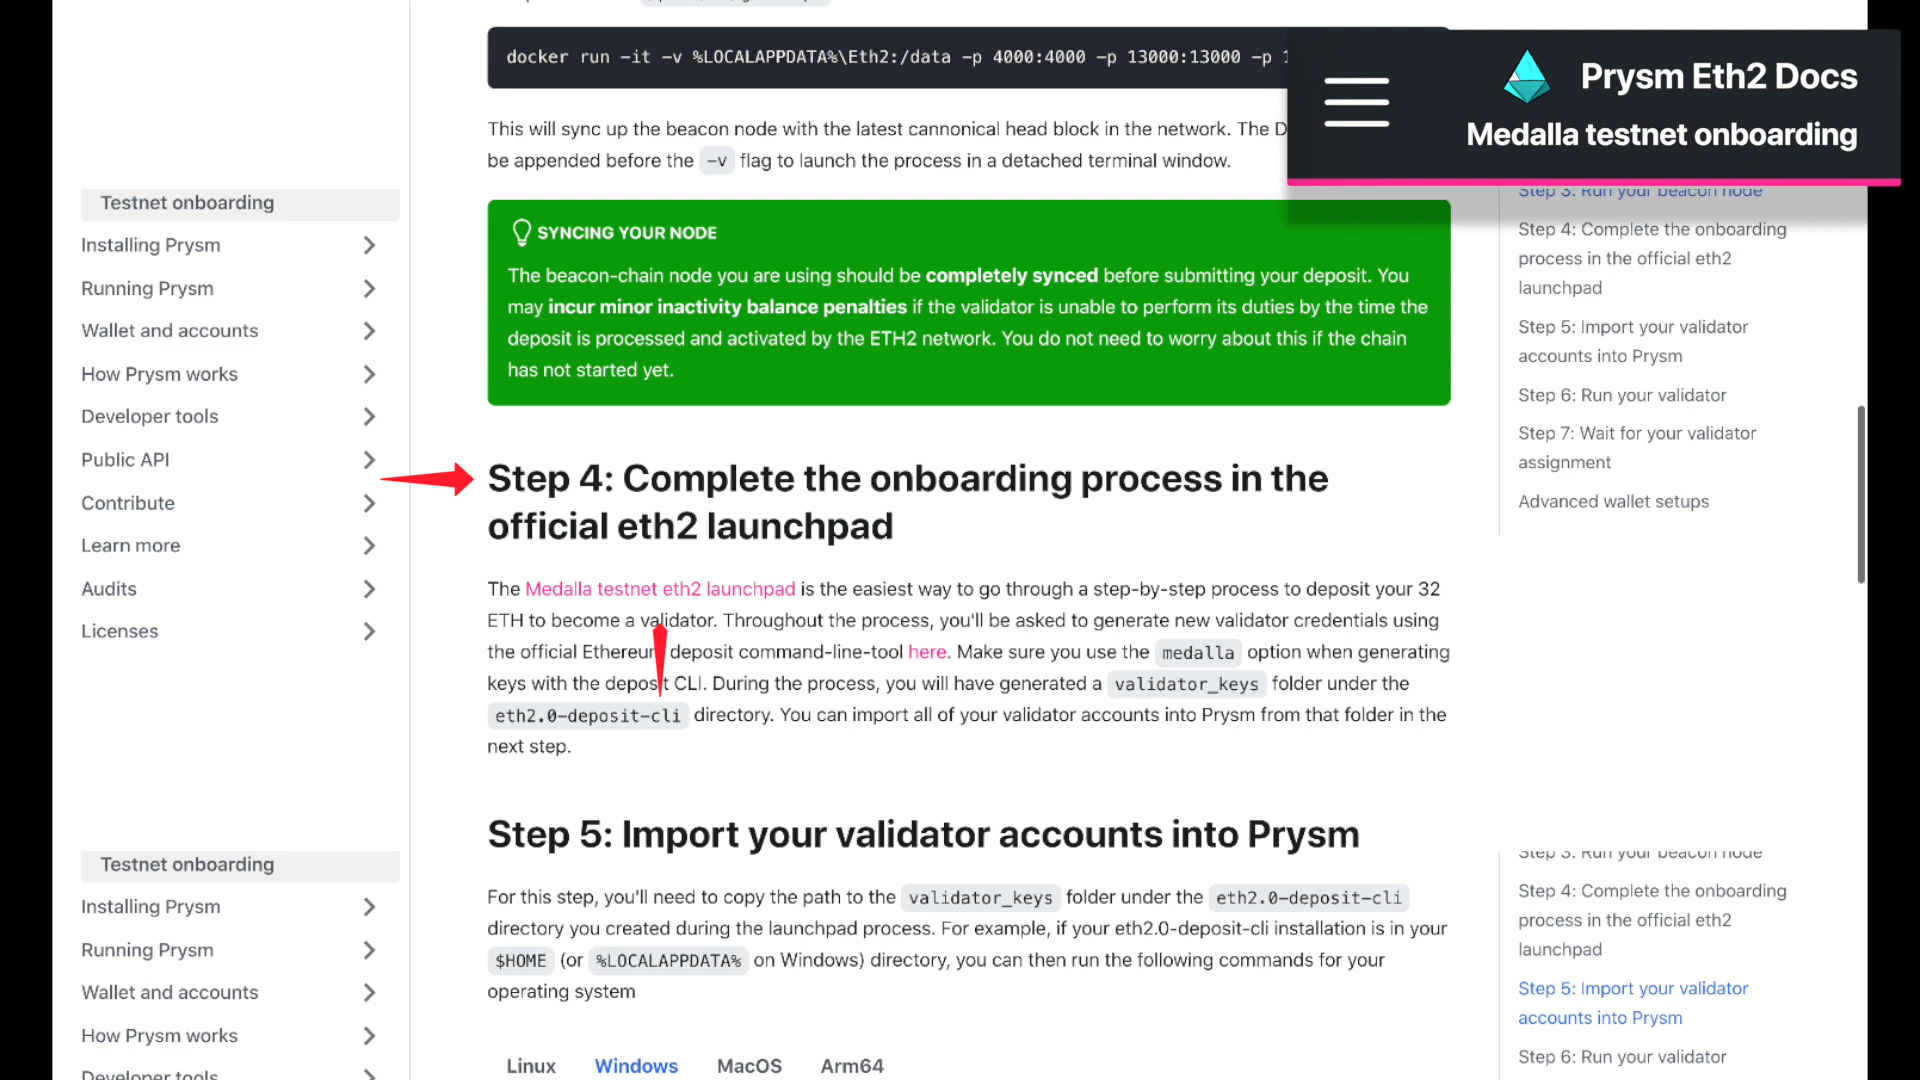 docker run -it -v %LOCALAPPDATA%\Eth2:/data -p 4000:4000 -p 13000:13000 -p
Prysm Eth2 Docs
Medalla testnet onboarding
This will sync up the beacon node with the latest cannonical head block in the network. The
be appended before the -v flag to launch the process in a detached terminal window.
SYNCING YOUR NODE
The beacon-chain node you are using should be completely synced before submitting your deposit. You
may incur minor inactivity balance penalties if the validator is unable to perform its duties by the time the
deposit is processed and activated by the ETH2 network. You do not need to worry about this if the chain
has not started yet.
Testnet onboarding
Installing Prysm
Running Prysm
Wallet and accounts
How Prysm works
Developer tools
Public API
Contribute
Learn more
Audits
Licenses
Step 3: Run your beacon node
Step 4: Complete the onboarding
process in the official eth2
launchpad
Step 5: Import your validator
accounts into Prysm
Step 6: Run your validator
Step 7: Wait for your validator
assignment
Advanced wallet setups
Step 4: Complete the onboarding process in the
official eth2 launchpad
The Medalla testnet eth2 launchpad is the easiest way to go through a step-by-step process to deposit your 32
ETH to become a validator. Throughout the process, you'll be asked to generate new validator credentials using
the official Ethereum deposit command-line-tool here. Make sure you use the medalla option when generating
keys with the deposit CLI. During the process, you will have generated a validator_keys folder under the
eth2.0-deposit-cli directory. You can import all of your validator accounts into Prysm from that folder in the
next step.
Step 5: Import your validator accounts into Prysm
For this step, you'll need to copy the path to the validator_keys folder under the eth2.0-deposit-cli
directory you created during the launchpad process. For example, if your eth2.0-deposit-cli installation is in your
$HOME (or %LOCALAPPDATA% on Windows) directory, you can then run the following commands for your
operating system
Linux Windows MacOS Arm64
Testnet onboarding
Installing Prysm
Running Prysm
Wallet and accounts
How Prysm works
Developer tools
Step 3: Run your beacon node
Step 4: Complete the onboarding
process in the official eth2
launchpad
Step 5: Import your validator
accounts into Prysm
Step 6: Run your validator